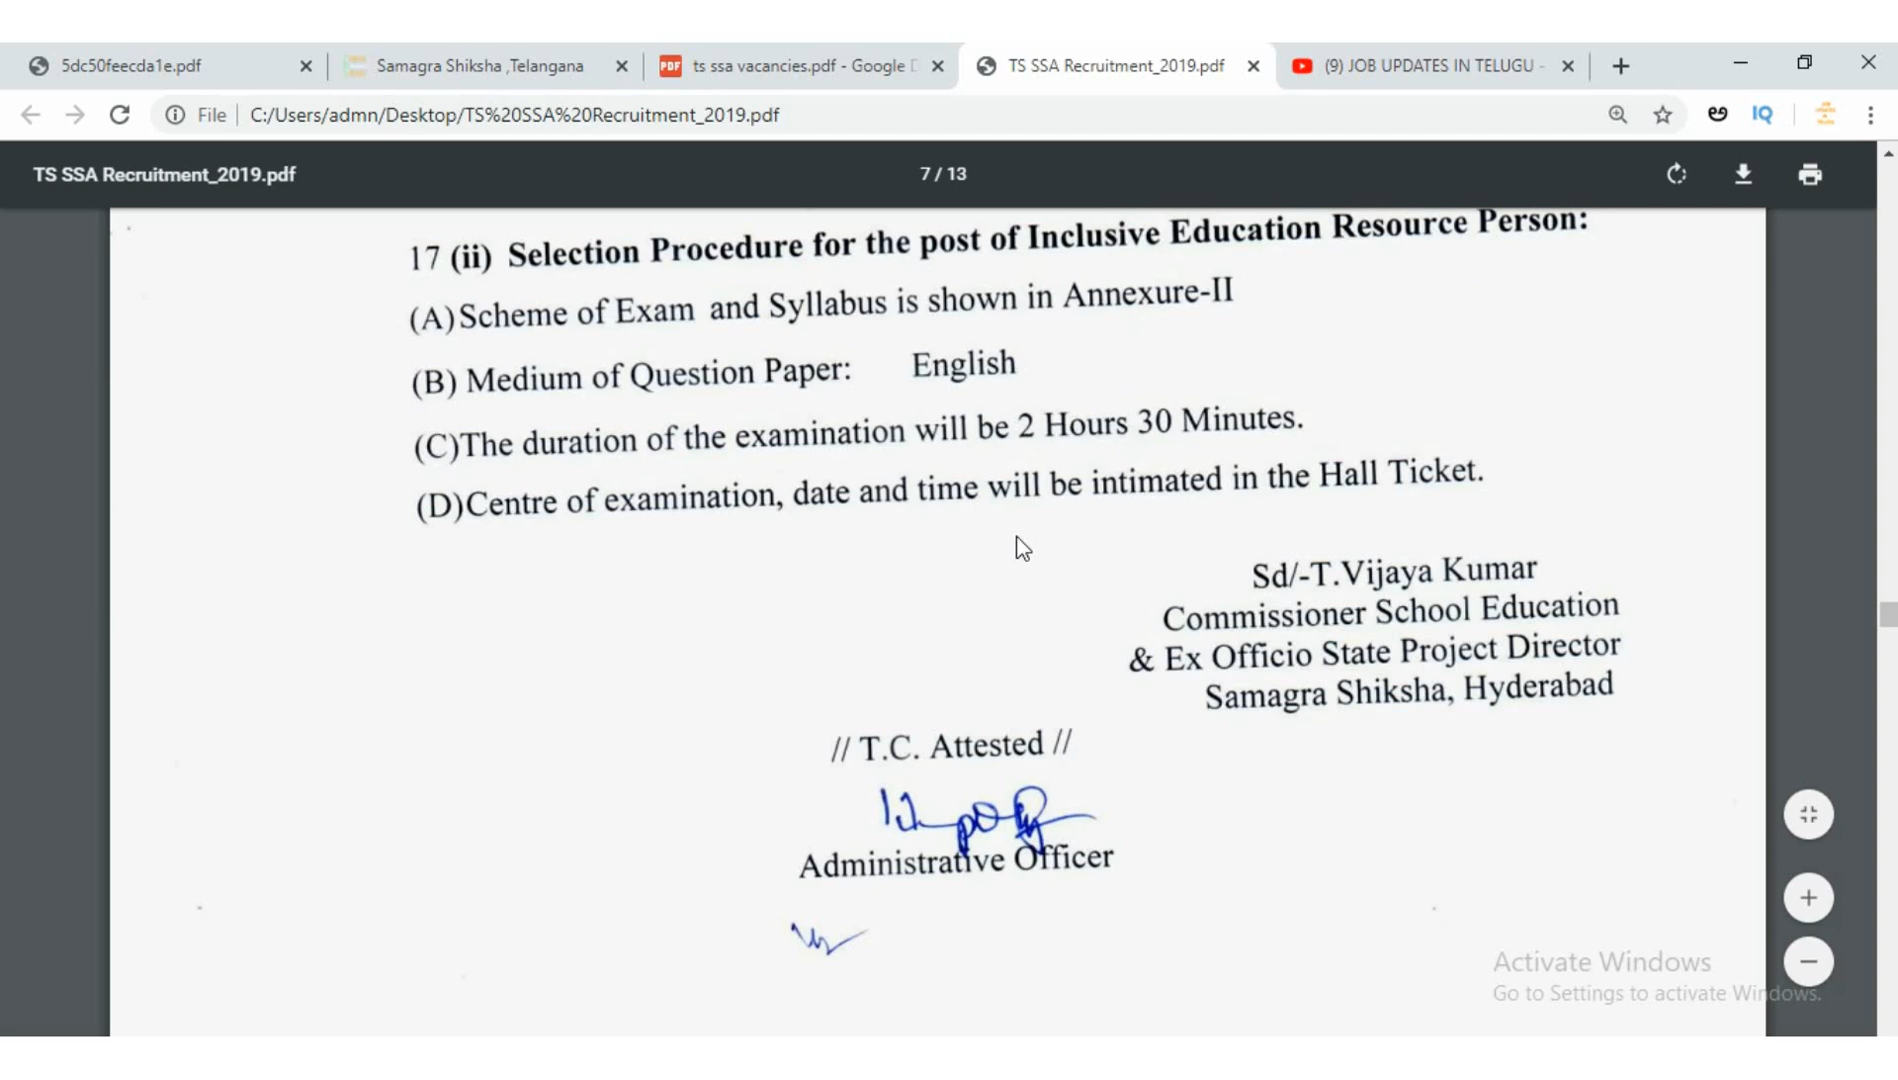 5dc50feecda1e.pdf
Samagra Shiksha ,Telangana
PDF ts ssa vacancies.pdf - Google D
TS SSA Recruitment_2019.pdf
(9) JOB UPDATES IN TELUGU -
File C:/Users/admn/Desktop/TS%20SSA%20Recruitment_2019.pdf
IQ
TS SSA Recruitment_2019.pdf
7 / 13
17 (ii) Selection Procedure for the post of Inclusive Education Resource Person:
(A)Scheme of Exam and Syllabus is shown in Annexure-II
(B) Medium of Question Paper: English
(C)The duration of the examination will be 2 Hours 30 Minutes.
(D)Centre of examination, date and time will be intimated in the Hall Ticket.
Sd/-T.Vijaya Kumar
Commissioner School Education
& Ex Officio State Project Director
Samagra Shiksha, Hyderabad
// T.C. Attested //
Administrative Officer
Activate Windows
Go to Settings to activate Windows.